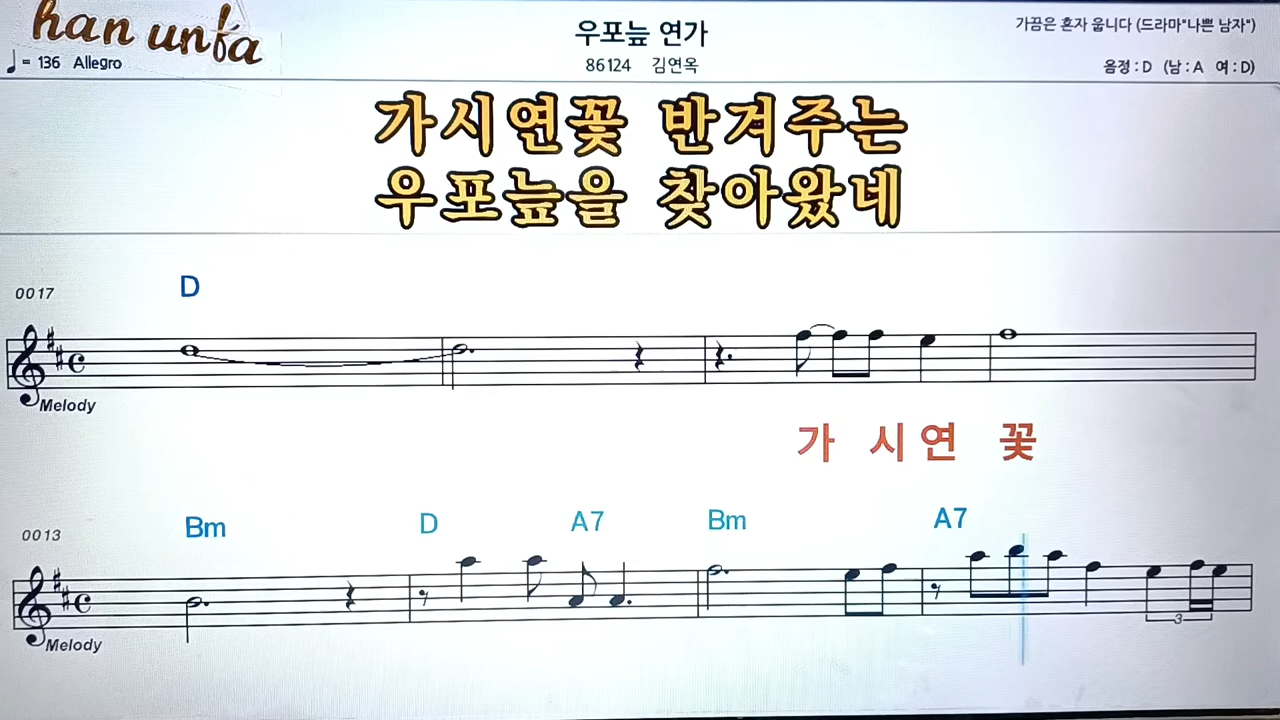 han unfa
우포늪 연가
가끔은 혼자 웁니다 (드라마"나쁜 남자")
♩= 136 Allegro
86124 김연옥
음정 : D (남 : A 여 : D)
가시연꽃 반겨주는
우포늪을 찾아왔네
0017
D
Melody
가 시 연 꽃
0013
Bm D A7 Bm A7
3
Melody